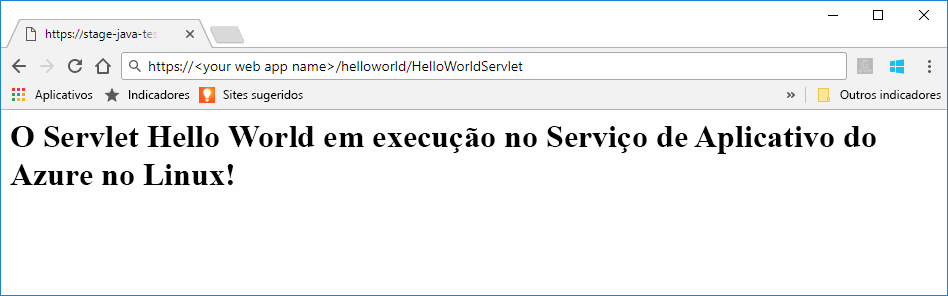 https://stage-java-tes
https://<your web app name>/helloworld/HelloWorldServlet
Aplicativos Indicadores Sites sugeridos » Outros indicadores
O Servlet Hello World em execução no Serviço de Aplicativo do
Azure no Linux!